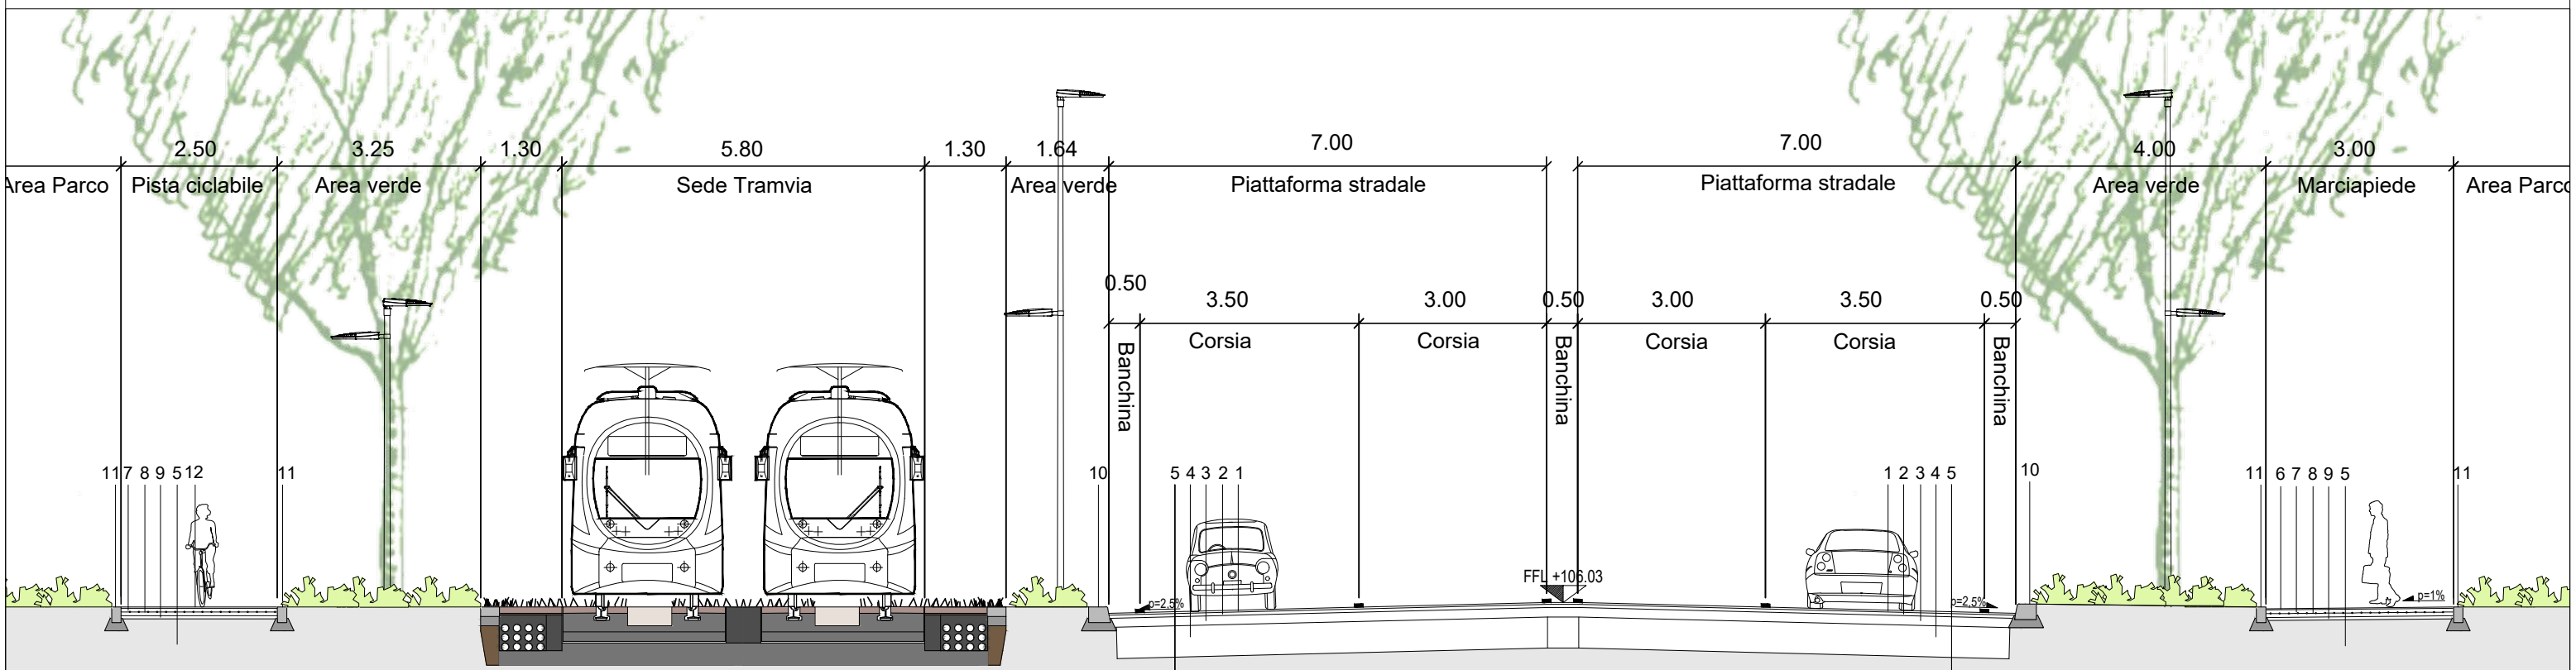 2.50 3.25 1.30 5.80 1.30 1.64 7.00 7.00 4.00 3.00
Area Parco Pista ciclabile Area verde Sede Tramvia Area verde Piattaforma stradale Piattaforma stradale Area verde Marciapiede Area Parco
0.50 3.50 3.00 0.50 3.00 3.50 0.50
Banchina Corsia Corsia Banchina Corsia Corsia Banchina
11 7 8 9 5 12 11 10 5 4 3 2 1 1 2 3 4 5 10 11 6 7 8 9 5 11
FFL +106.03
p=2,5% p=2,5% p=1%